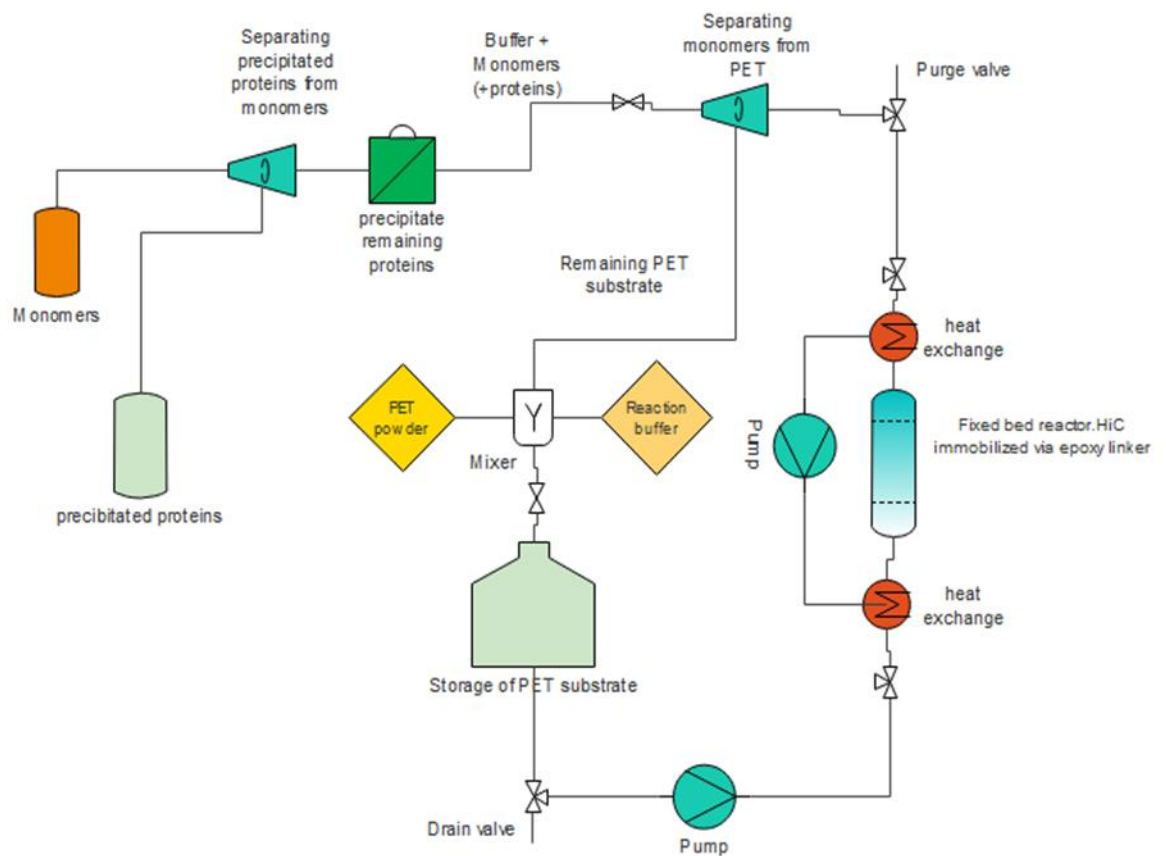 Separating
precipitated
proteins from
monomers
Buffer +
Monomers
(+proteins)
Separating
monomers from
PET
Purge valve
precipitate
remaining
proteins
Monomers
Remaining PET
substrate
heat
exchange
PET
powder
Mixer
Reaction
buffer
Pump
Fixed bed reactor.HiC
immobilized via epoxy linker
precibitated proteins
heat
exchange
Storage of PET substrate
Drain valve
Pump